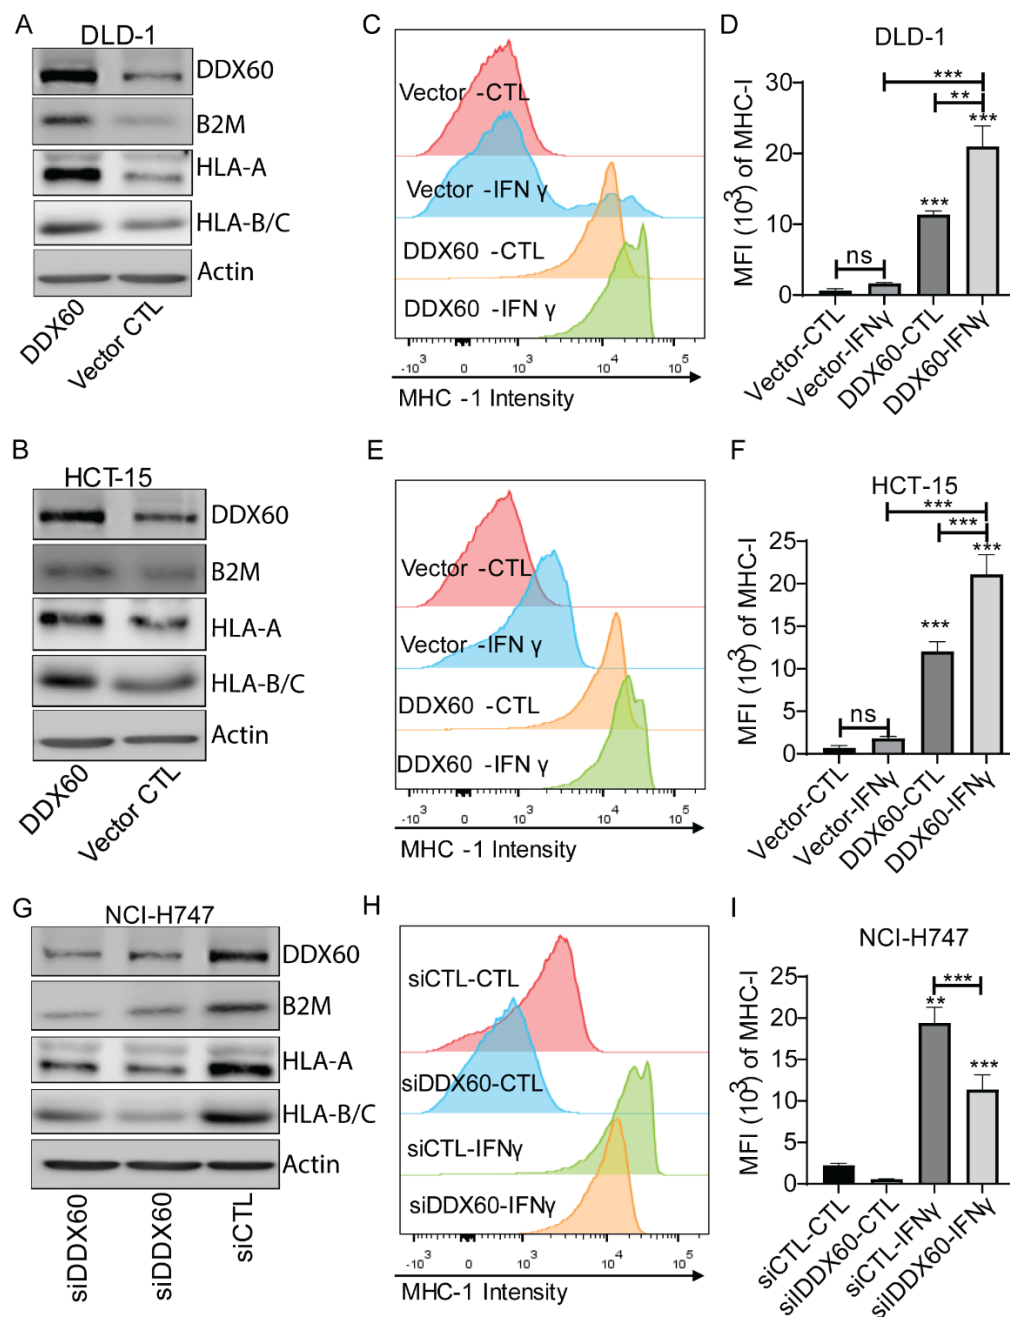 A
DLD-1
DDX60
B2M
HLA-A
HLA-B/C
Actin
DDX60
Vector CTL
C
Vector -CTL
Vector -IFN γ
DDX60 -CTL
DDX60 -IFN γ
-10³ 0 10³ 10⁴ 10⁵
MHC -1 Intensity
D
DLD-1
MFI (10³) of MHC-I
30
20
10
0
ns
***
***
**
***
Vector-CTL
Vector-IFNγ
DDX60-CTL
DDX60-IFNγ
B
HCT-15
DDX60
B2M
HLA-A
HLA-B/C
Actin
DDX60
Vector CTL
E
Vector -CTL
Vector -IFN γ
DDX60 -CTL
DDX60 -IFN γ
-10³ 0 10³ 10⁴ 10⁵
MHC -1 Intensity
F
HCT-15
MFI (10³) of MHC-I
25
20
15
10
5
0
ns
***
***
***
***
Vector-CTL
Vector-IFNγ
DDX60-CTL
DDX60-IFNγ
G
NCI-H747
DDX60
B2M
HLA-A
HLA-B/C
Actin
siDDX60
siDDX60
siCTL
H
siCTL-CTL
siDDX60-CTL
siCTL-IFNγ
siDDX60-IFNγ
-10³ 0 10³ 10⁴ 10⁵
MHC-1 Intensity
I
NCI-H747
MFI (10³) of MHC-I
25
20
15
10
5
0
**
***
***
siCTL-CTL
silDDX60-CTL
siCTL-IFNγ
silDDX60-IFNγ